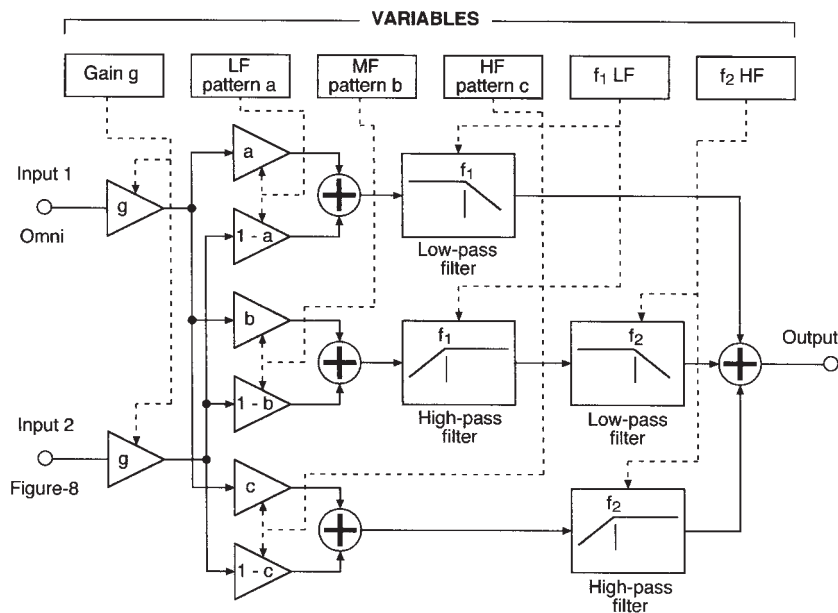 VARIABLES
Gain g
LF
pattern a
MF
pattern b
HF
pattern c
f₁ LF
f₂ HF
Input 1
Omni
g
a
1 - a
f₁
Low-pass
filter
b
1 - b
f₁
High-pass
filter
f₂
Low-pass
filter
Output
Input 2
Figure-8
g
c
1 - c
f₂
High-pass
filter